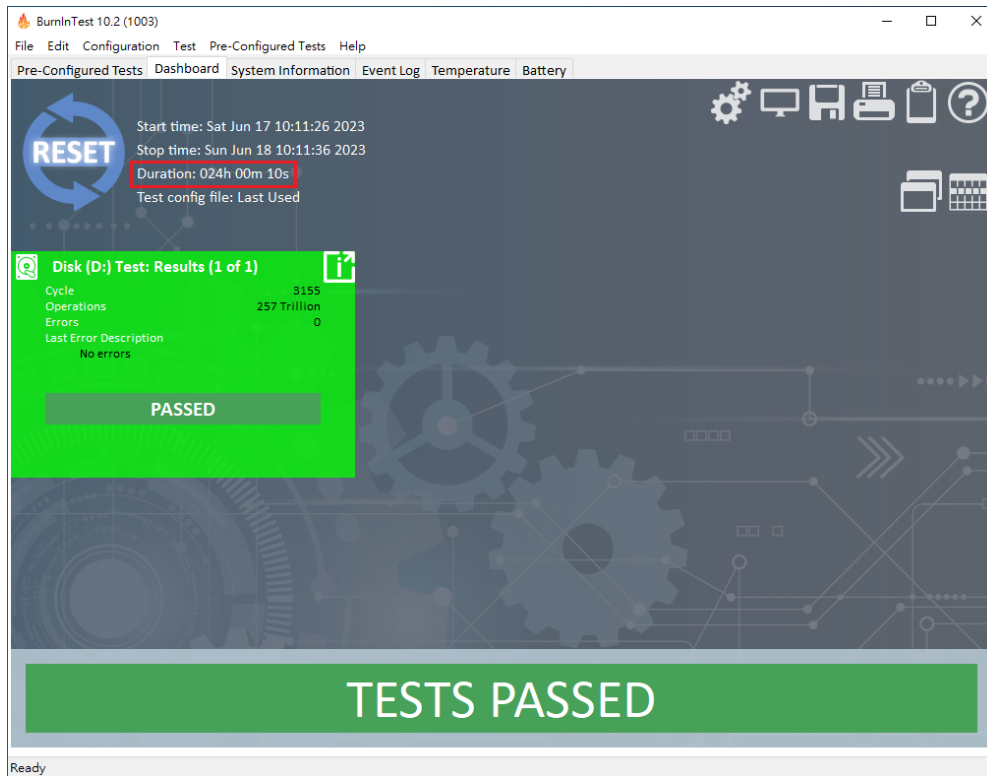 BurnInTest 10.2 (1003)
File Edit Configuration Test Pre-Configured Tests Help
Pre-Configured Tests Dashboard System Information Event Log Temperature Battery
RESET
Start time: Sat Jun 17 10:11:26 2023
Stop time: Sun Jun 18 10:11:36 2023
Duration: 024h 00m 10s
Test config file: Last Used
Disk (D:) Test: Results (1 of 1)
Cycle 3155
Operations 257 Trillion
Errors 0
Last Error Description
No errors
PASSED
TESTS PASSED
Ready